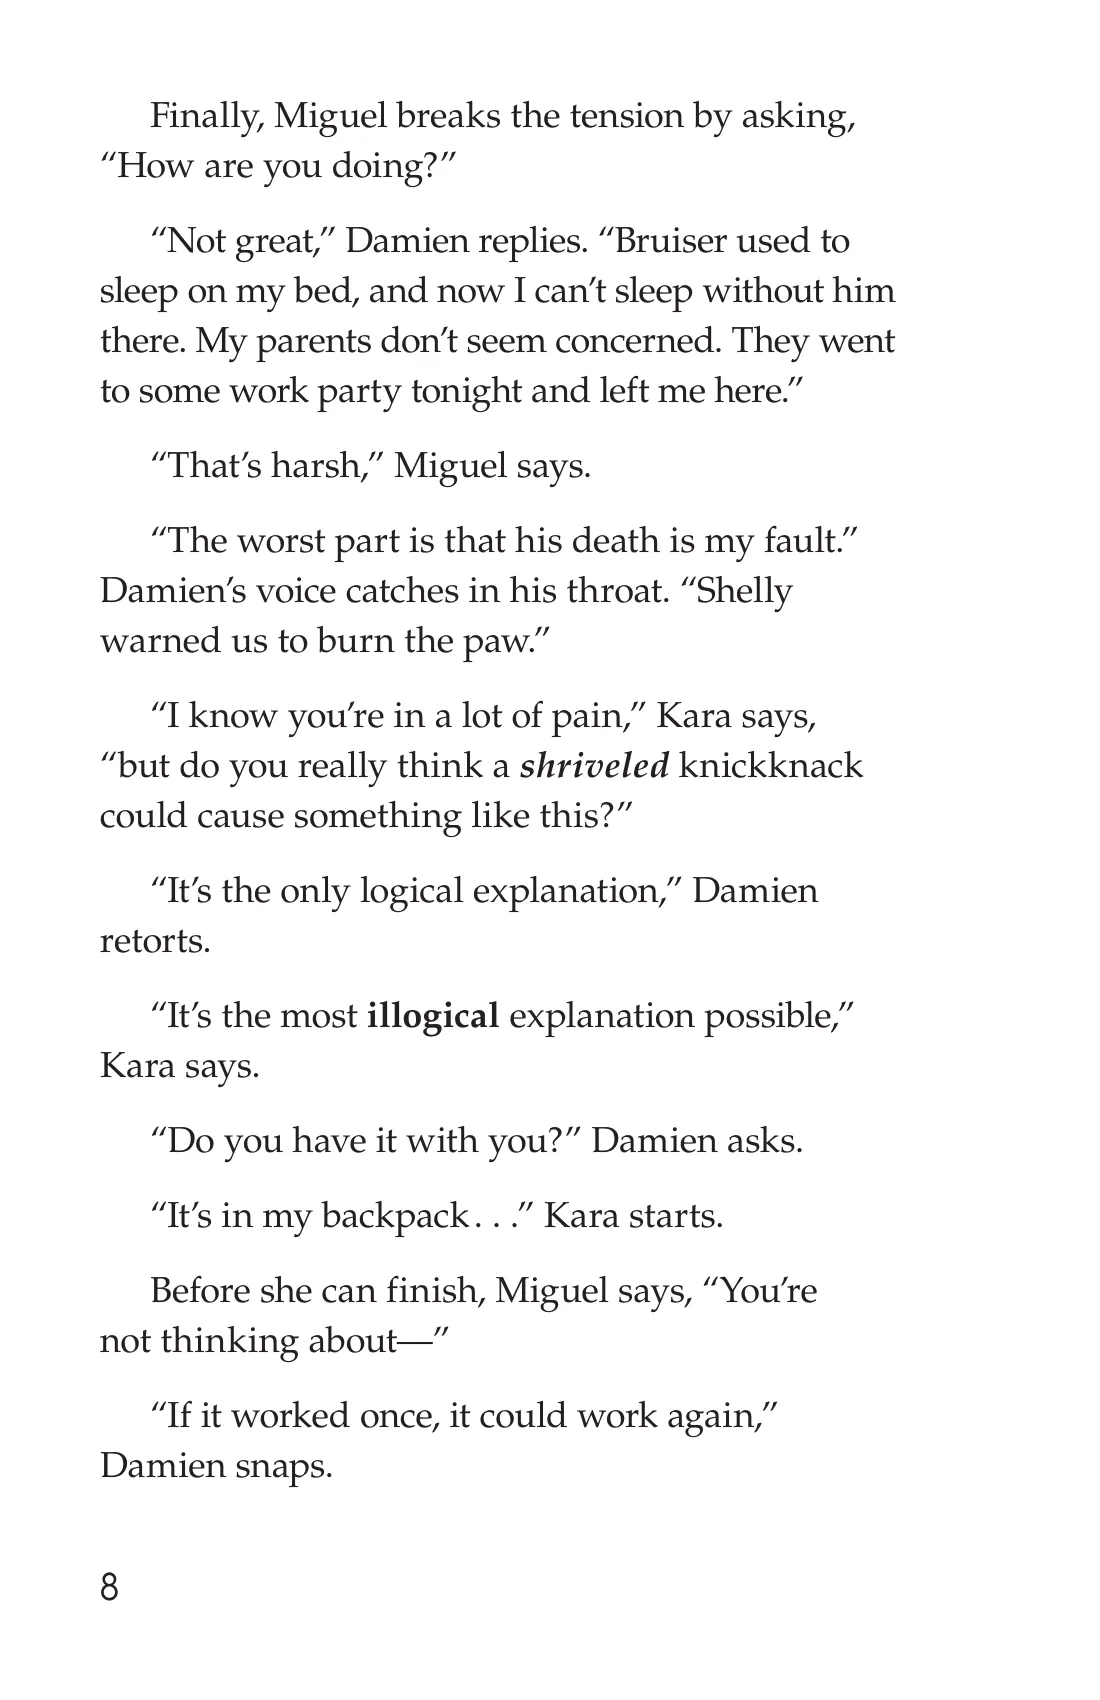 Finally, Miguel breaks the tension by asking,
“How are you doing?”
“Not great,” Damien replies. “Bruiser used to
sleep on my bed, and now I can’t sleep without him
there. My parents don’t seem concerned. They went
to some work party tonight and left me here.”
“That’s harsh,” Miguel says.
“The worst part is that his death is my fault.”
Damien’s voice catches in his throat. “Shelly
warned us to burn the paw.”
“I know you’re in a lot of pain,” Kara says,
“but do you really think a shriveled knickknack
could cause something like this?”
“It’s the only logical explanation,” Damien
retorts.
“It’s the most illogical explanation possible,”
Kara says.
“Do you have it with you?” Damien asks.
“It’s in my backpack. . .” Kara starts.
Before she can finish, Miguel says, “You’re
not thinking about—”
“If it worked once, it could work again,”
Damien snaps.
8